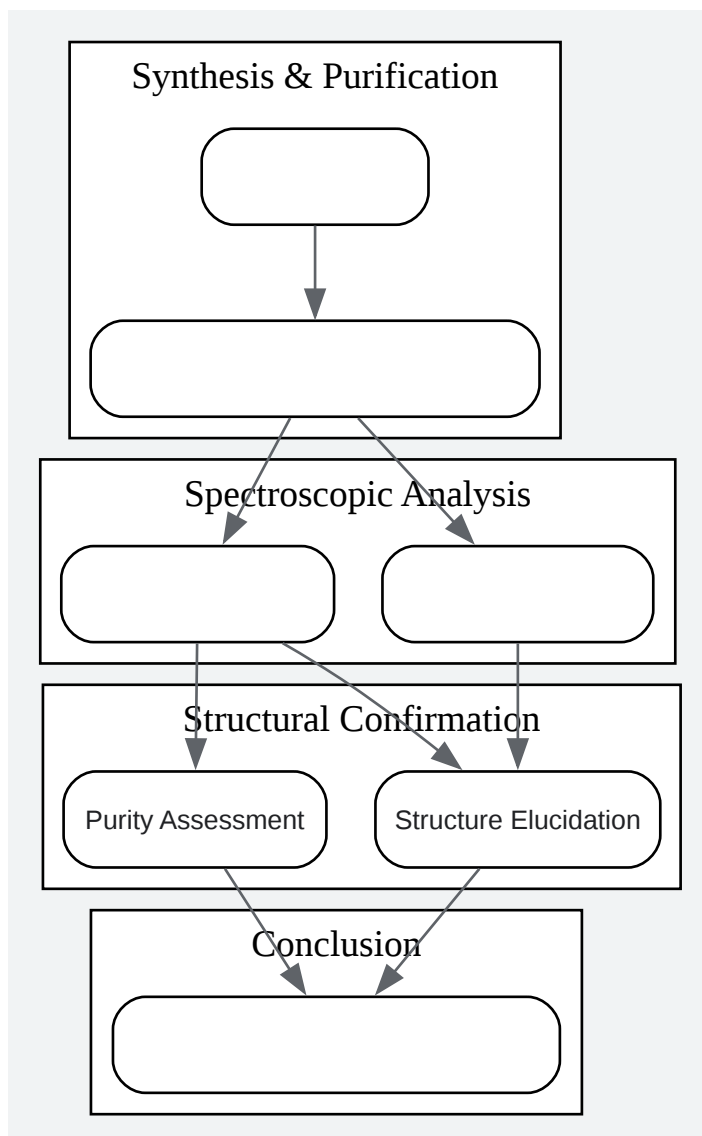 Synthesis & Purification
Spectroscopic Analysis
Structural Confirmation
Purity Assessment
Structure Elucidation
Conclusion